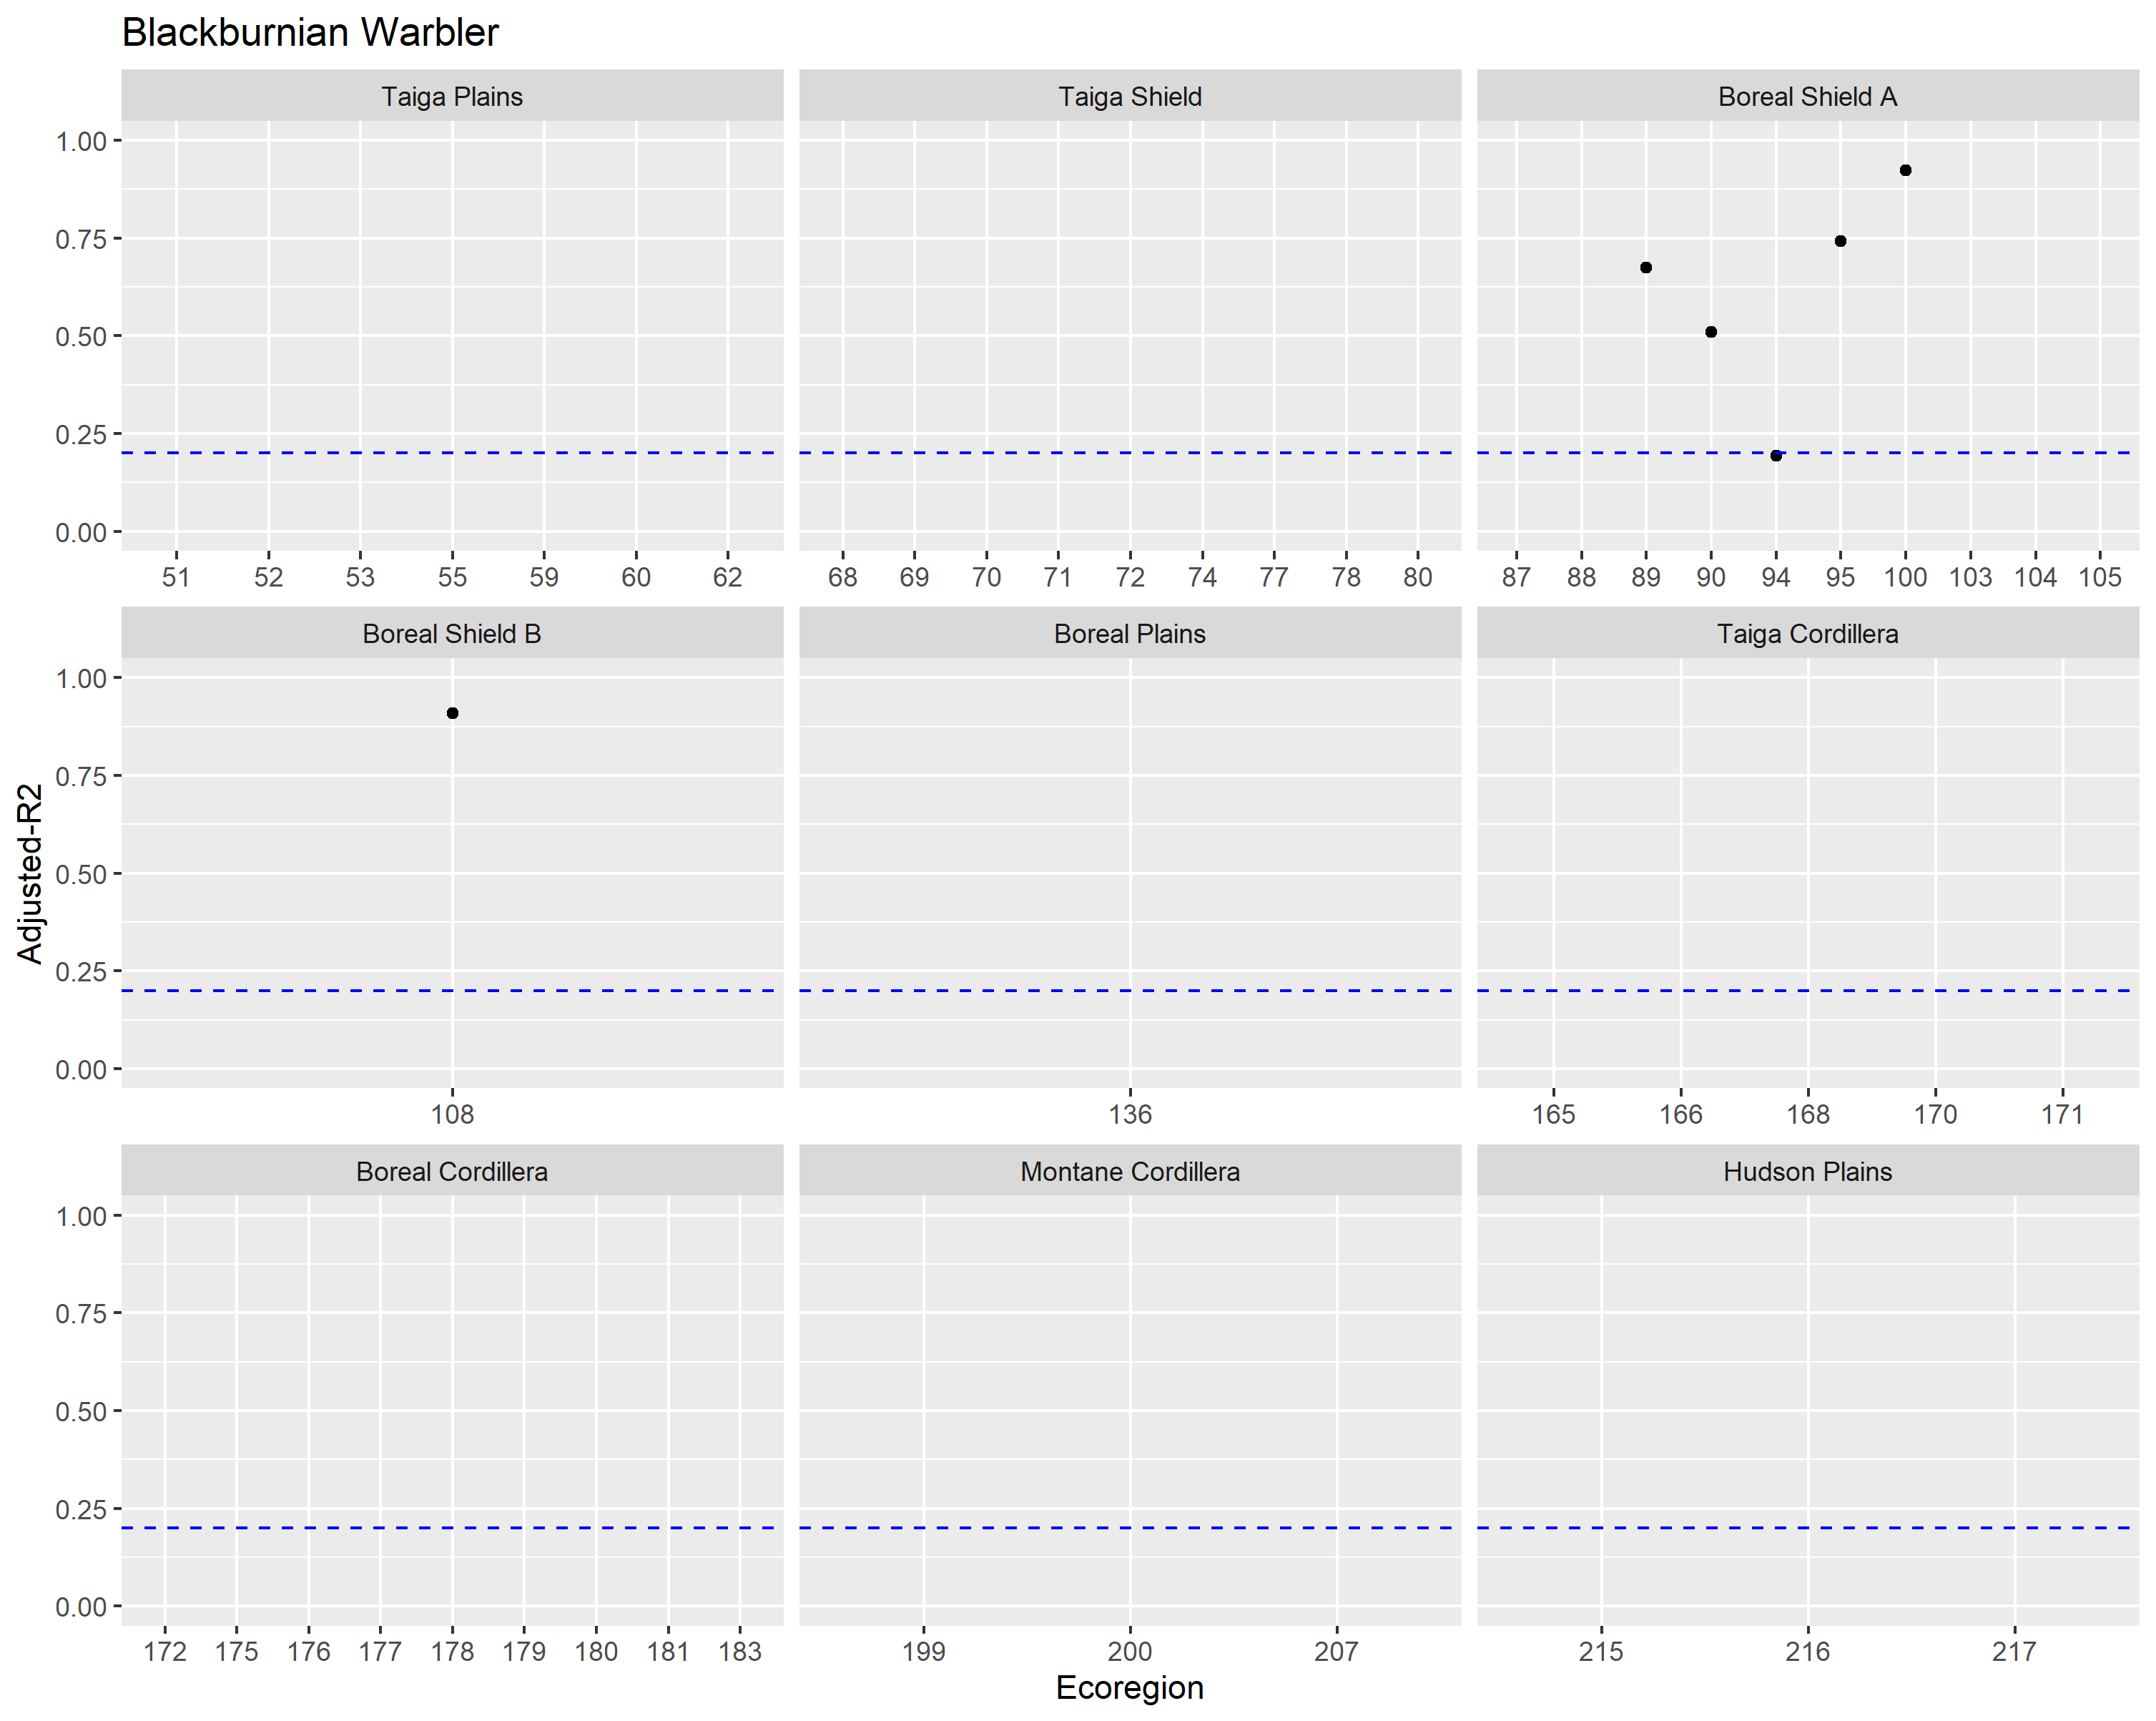 Blackburnian Warbler
Taiga Plains Taiga Shield Boreal Shield A
1.00
0.75
0.50
0.25
0.00
51 52 53 55 59 60 62 68 69 70 71 72 74 77 78 80 87 88 89 90 94 95 100 103 104 105
Boreal Shield B Boreal Plains Taiga Cordillera
1.00
0.75
0.50
0.25
0.00
Adjusted-R2
108 136 165 166 168 170 171
Boreal Cordillera Montane Cordillera Hudson Plains
1.00
0.75
0.50
0.25
0.00
172 175 176 177 178 179 180 181 183 199 200 207 215 216 217
Ecoregion